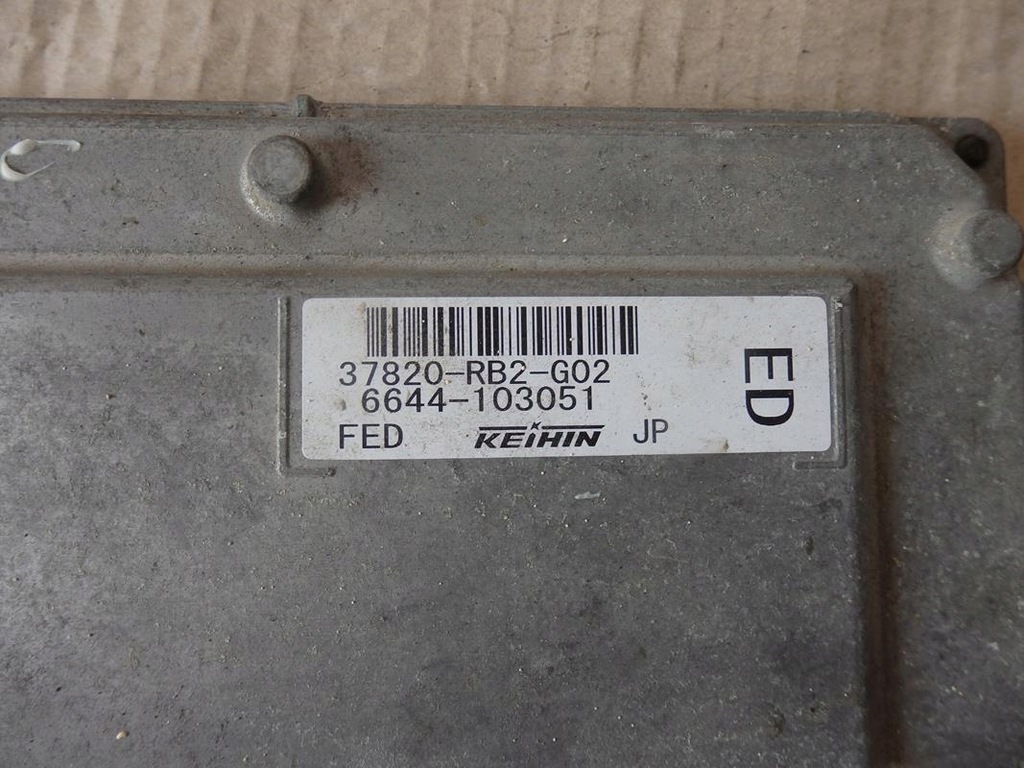 37820-RB2-G02
6644-103051
FED KEIHIN JP
ED